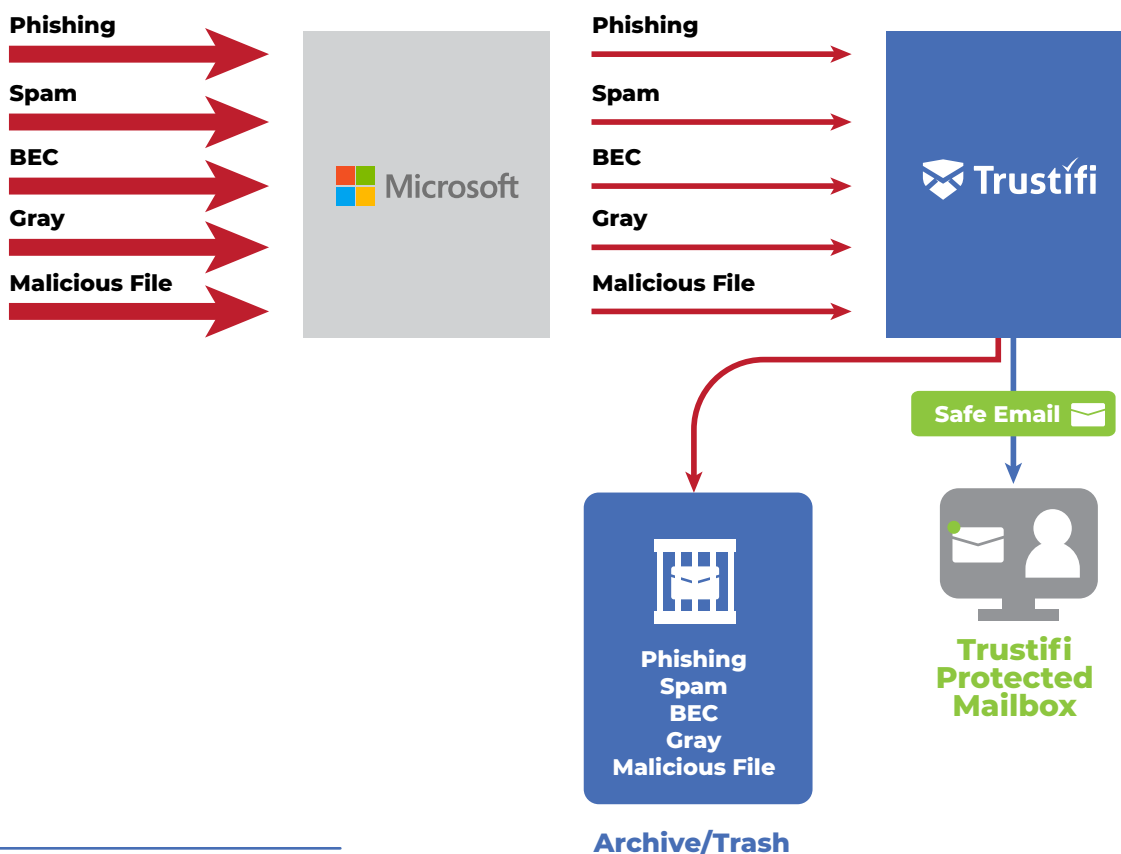 Phishing
Spam
BEC
Gray
Malicious File
Microsoft
Phishing
Spam
BEC
Gray
Malicious File
Trustifi
Safe Email
Phishing
Spam
BEC
Gray
Malicious File
Archive/Trash
Trustifi
Protected
Mailbox